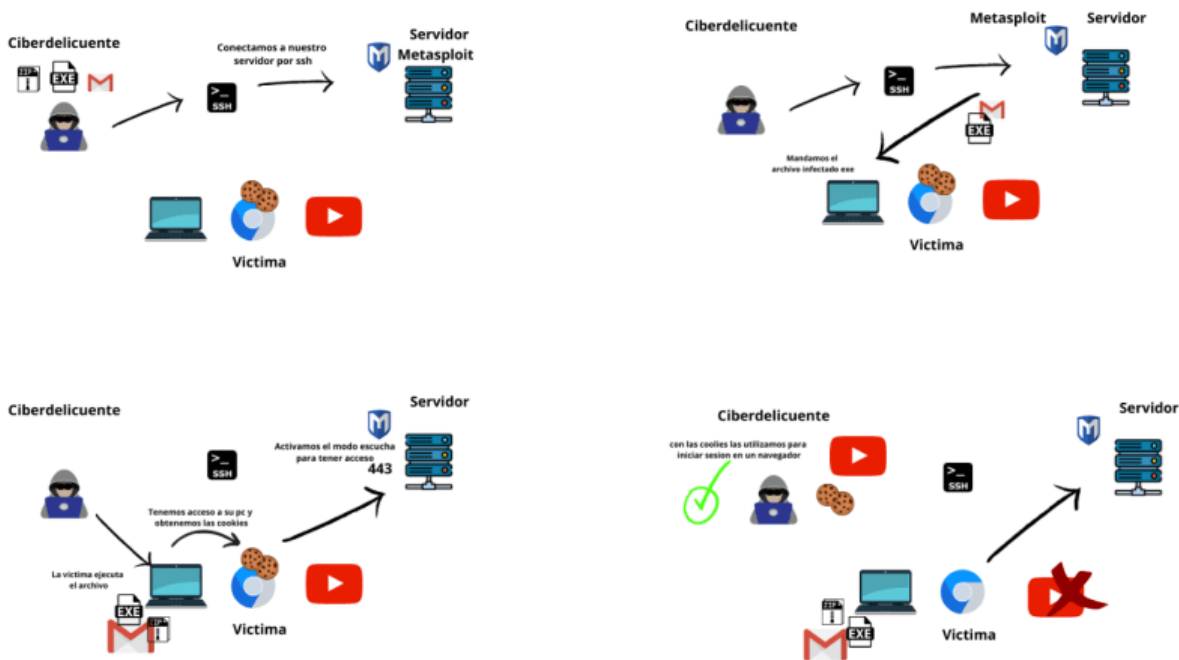 Ciberdelicuente
ZIP
EXE
Conectamos a nuestro
servidor por ssh
>_
SSH
Servidor
Metasploit
Victima
Ciberdelicuente
>_
SSH
Metasploit
Servidor
EXE
Mandamos el
archivo infectado exe
Victima
Ciberdelicuente
>_
SSH
Servidor
Activamos el modo escucha
para tener acceso
443
Tenemos acceso a su pc y
obtenemos las cookies
La victima ejecuta
el archivo
EXE
ZIP
Victima
Ciberdelicuente
con las coolies las utilizamos para
iniciar sesion en un navegador
>_
SSH
Servidor
ZIP
EXE
Victima